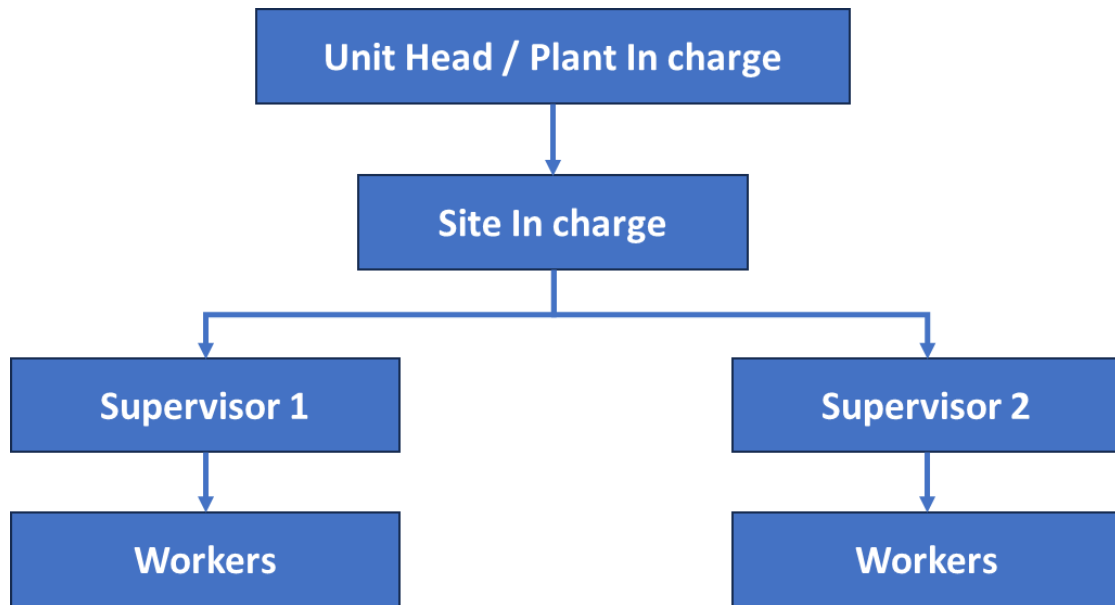 Unit Head / Plant In charge
Site In charge
Supervisor 1
Supervisor 2
Workers
Workers